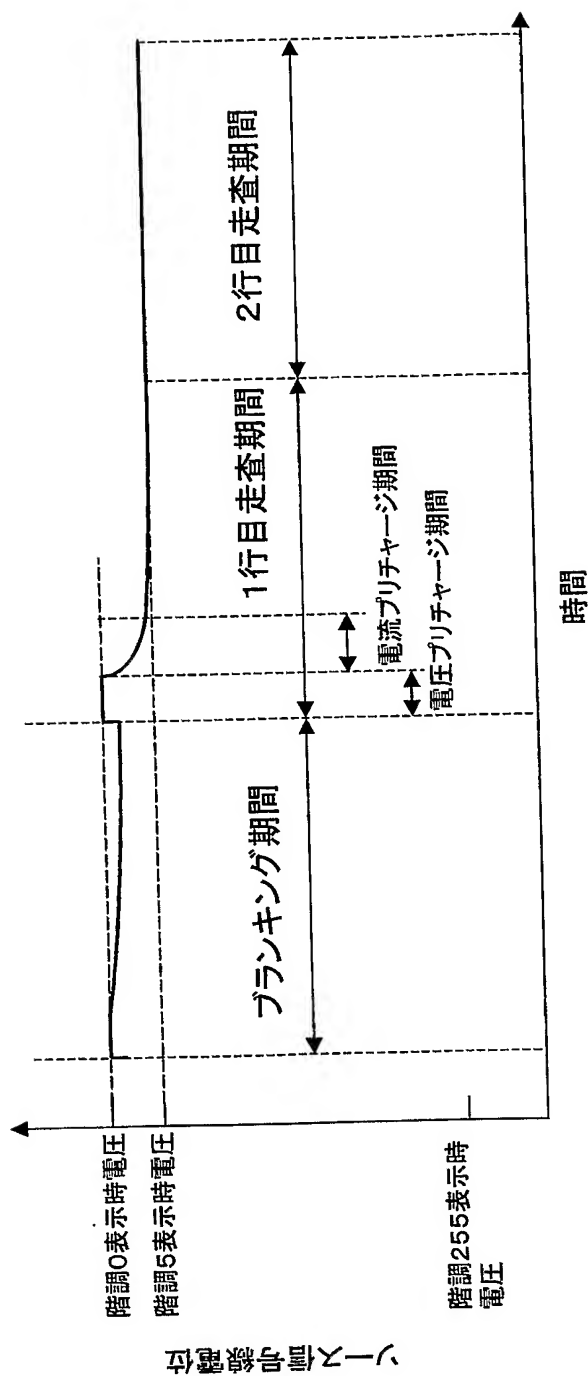 ソース信号線電位
階調0表示時電圧
階調5表示時電圧
階調255表示時
電圧
ブランキング期間
1行目走査期間
2行目走査期間
電流プリチャージ期間
電圧プリチャージ期間
時間